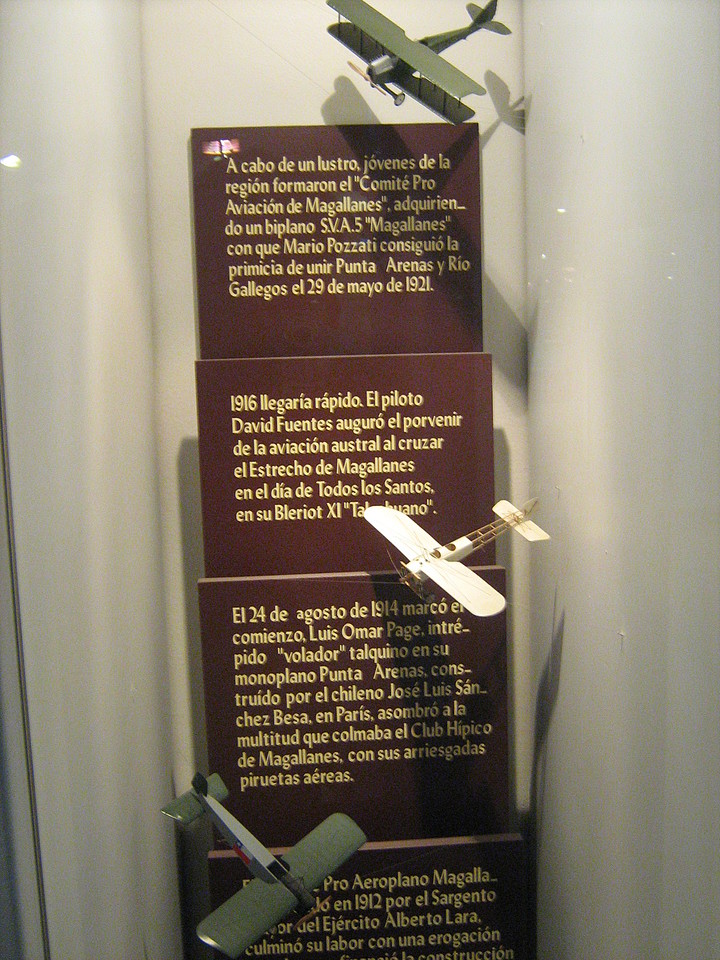 A cabo de un lustro, jóvenes de la
región formaron el "Comité Pro
Aviación de Magallanes", adquirien_
do un biplano S.V.A.5 "Magallanes"
con que Mario Pozzati consiguió la
primicia de unir Punta Arenas y Río
Gallegos el 29 de mayo de 1921.
1916 llegaría rápido. El piloto
David Fuentes auguró el porvenir
de la aviación austral al cruzar
el Estrecho de Magallanes
en el día de Todos los Santos,
en su Bleriot XI
El 24 de agosto de 1914 marcó el
comienzo, Luis Omar Page, intré_
pido "volador" talquino en su
monoplano Punta Arenas, cons_
truído por el chileno José Luis Sán_
chez Besa, en París, asombró a la
multitud que colmaba el Club Hípico
de Magallanes, con sus arriesgadas
piruetas aéreas.
Pro Aeroplano Magalla_
en 1912 por el Sargento
del Ejército Alberto Lara,
culminó su labor con una erogación
financió la construcción